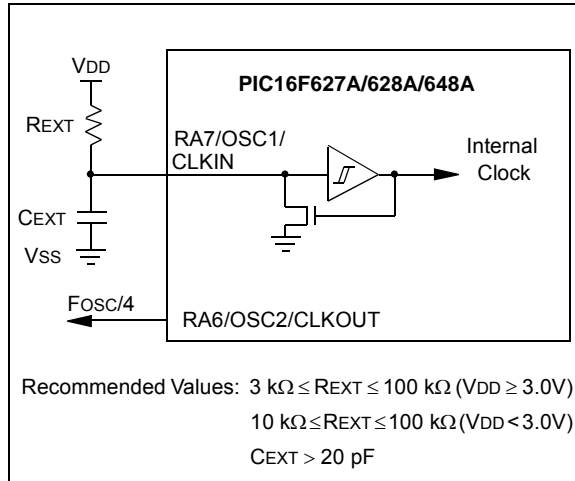 VDD
PIC16F627A/628A/648A
REXT
RA7/OSC1/
CLKIN
Internal
Clock
CEXT
VSS
FOSC/4
RA6/OSC2/CLKOUT
Recommended Values: 3 kΩ ≤ REXT ≤ 100 kΩ (VDD ≥ 3.0V)
10 kΩ ≤ REXT ≤ 100 kΩ (VDD < 3.0V)
CEXT > 20 pF